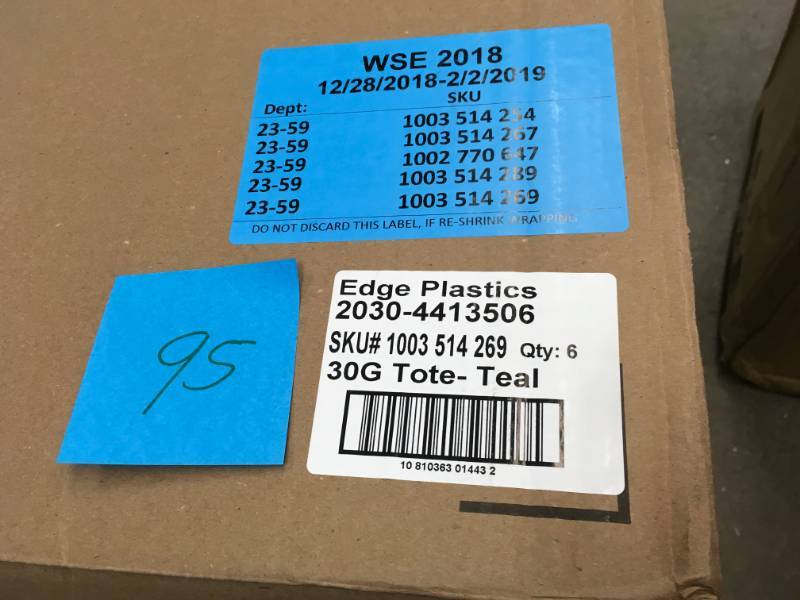 WSE 2018
12/28/2018-2/2/2019
Dept: SKU
23-59 1003 514 254
23-59 1003 514 267
23-59 1002 770 647
23-59 1003 514 289
23-59 1003 514 269
DO NOT DISCARD THIS LABEL, IF RE-SHRINK WRAPPING
95
Edge Plastics
2030-4413506
SKU# 1003 514 269 Qty: 6
30G Tote- Teal
10 810363 01443 2